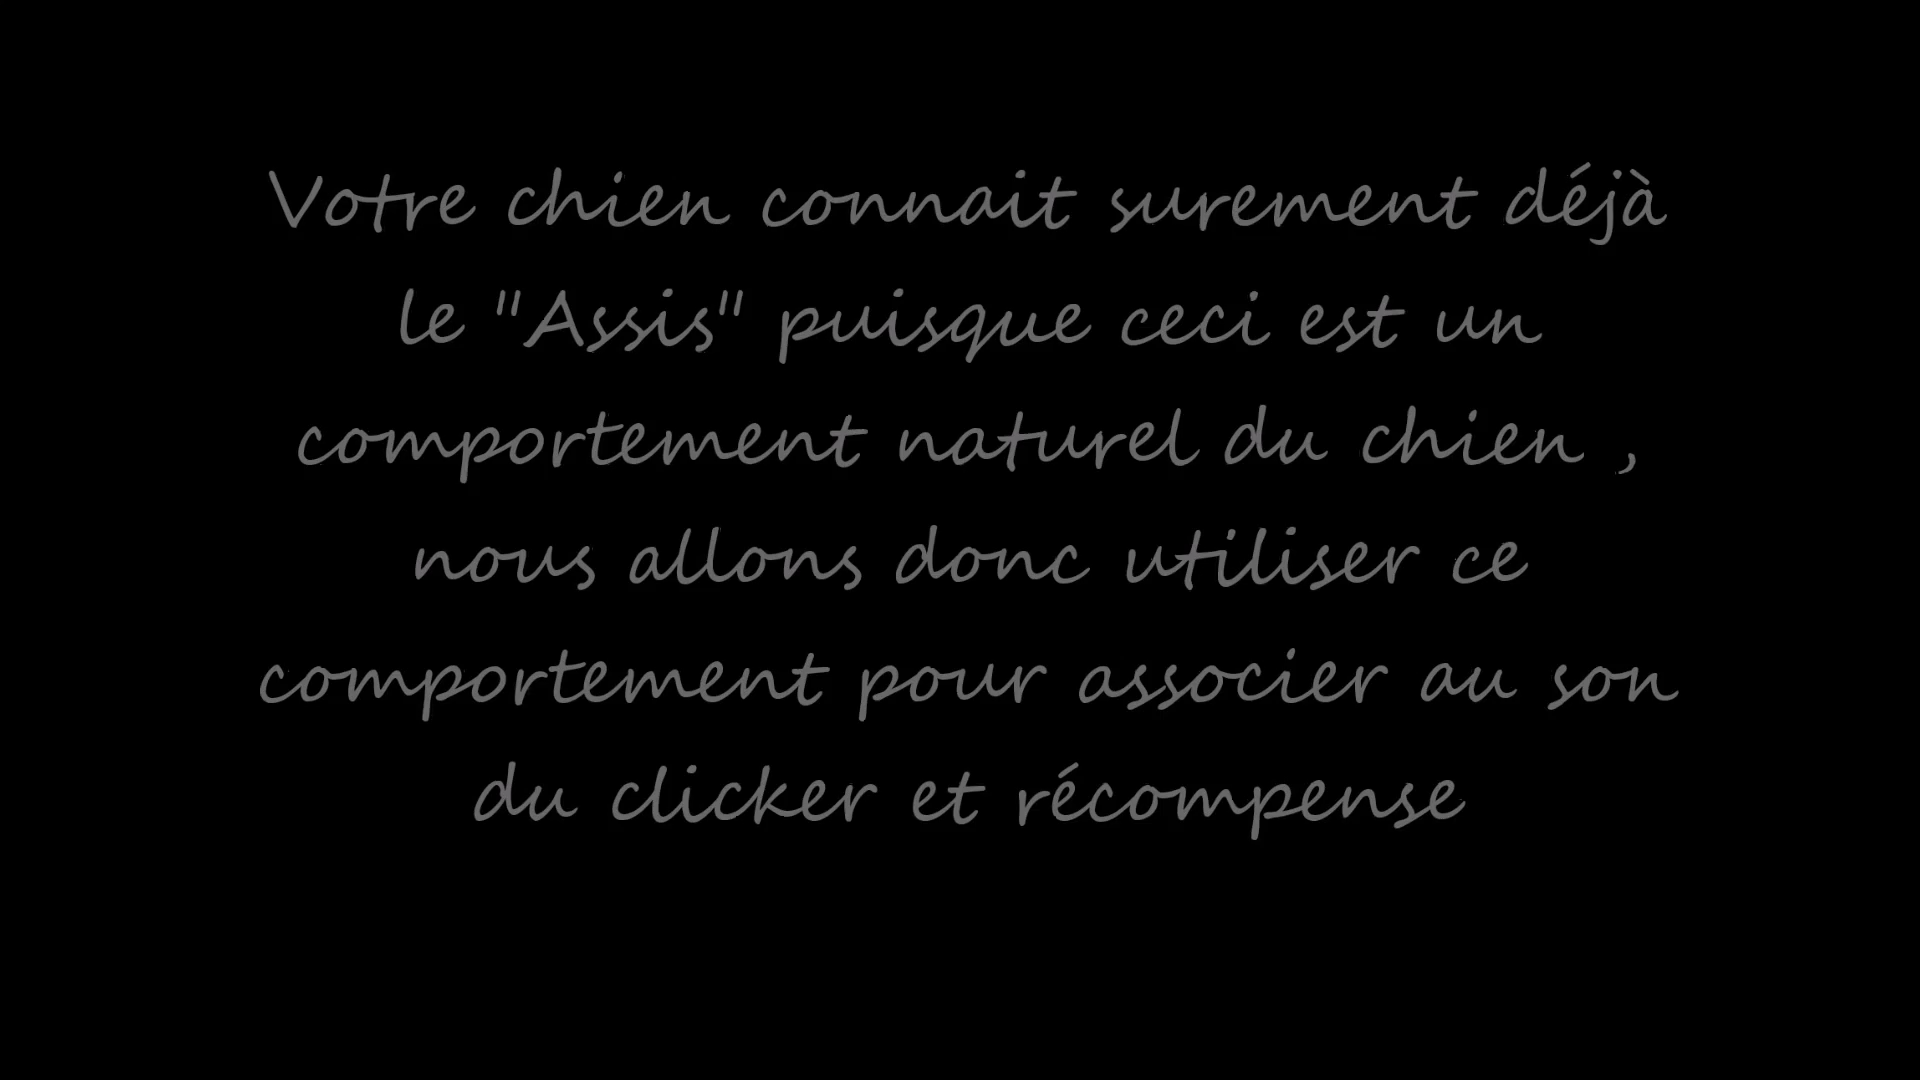 Votre chien connait surement déjà
le "Assis" puisque ceci est un
comportement naturel du chien ,
nous allons donc utiliser ce
comportement pour associer au son
du clicker et récompense